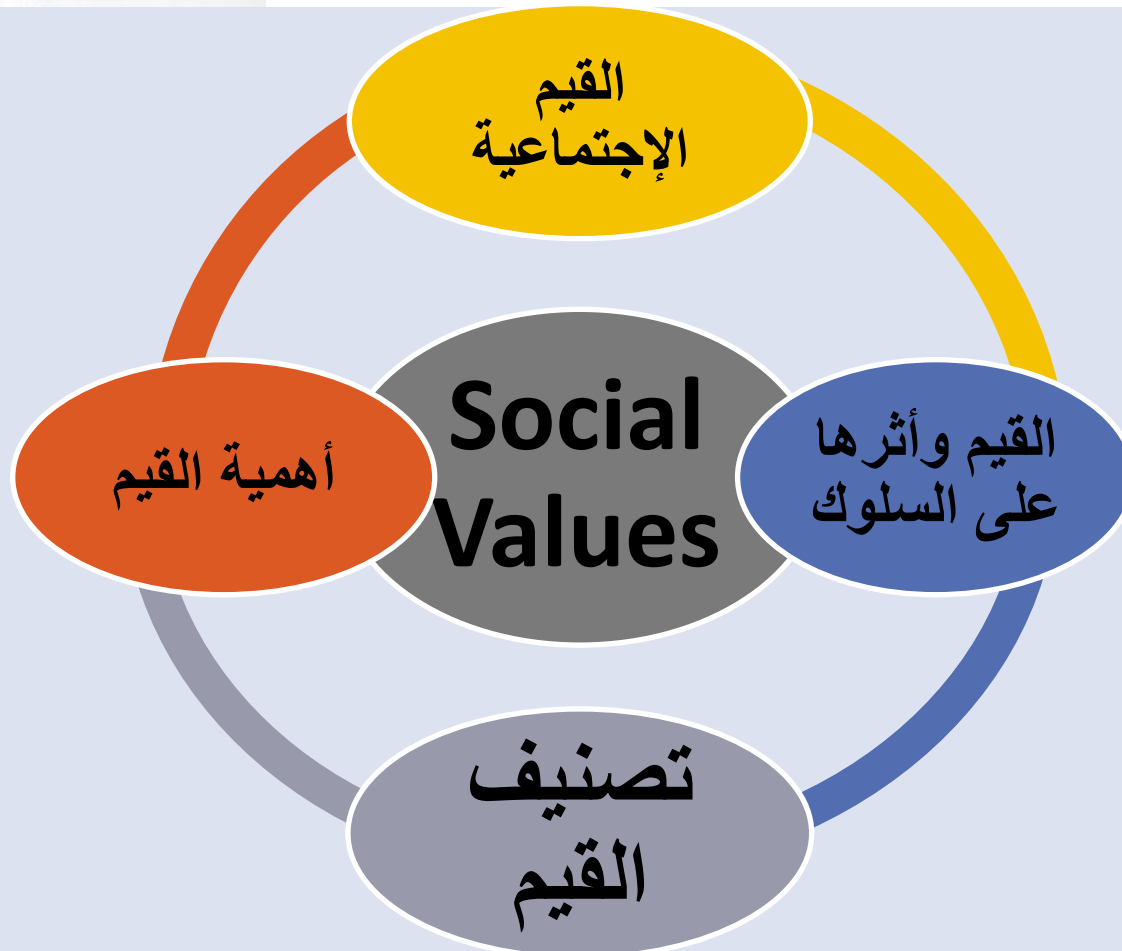 القيم
الإجتماعية
Social
Values
القيم وأثرها
على السلوك
أهمية القيم
تصنيف
القيم